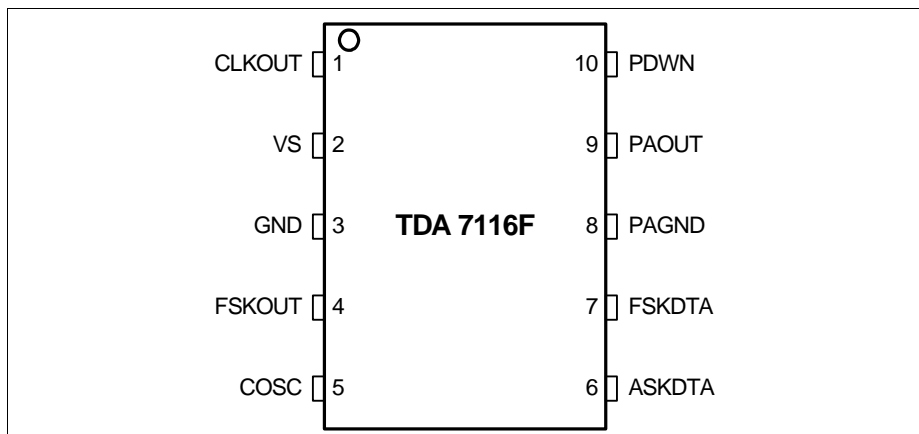 CLKOUT 1 10 PDWN
VS 2 9 PAOUT
GND 3 TDA 7116F 8 PAGND
FSKOUT 4 7 FSKDTA
COSC 5 6 ASKDTA